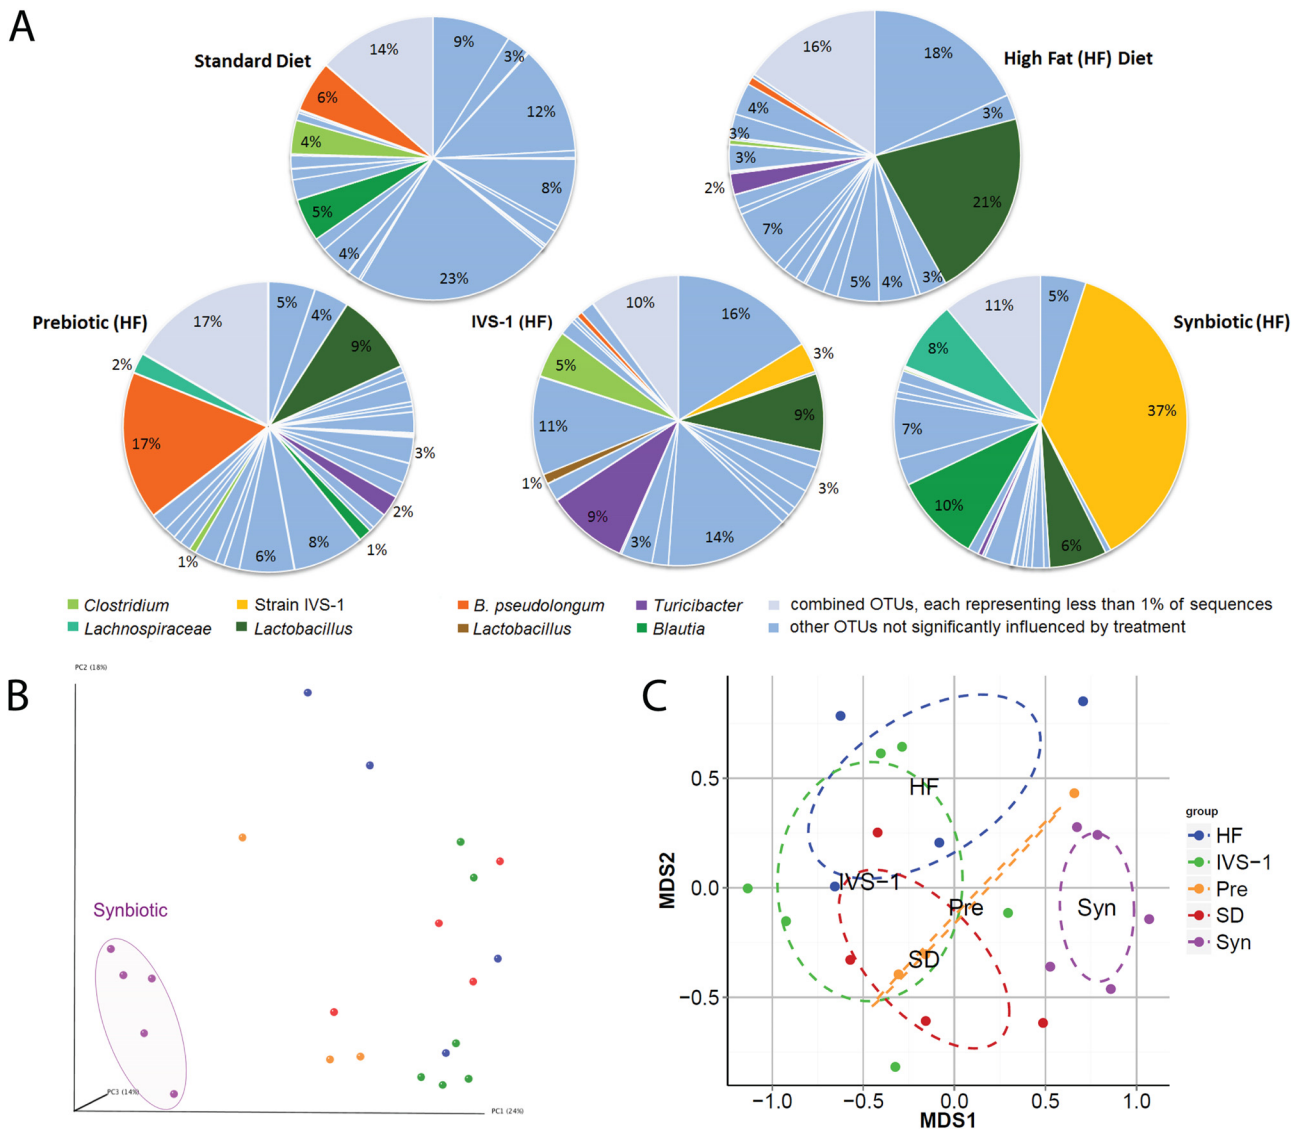 A
Standard Diet
14%
9%
3%
12%
8%
23%
4%
5%
4%
6%
High Fat (HF) Diet
16%
18%
3%
21%
3%
4%
5%
7%
2%
3%
3%
4%
Prebiotic (HF)
17%
5%
4%
9%
3%
2%
1%
8%
6%
1%
17%
2%
IVS-1 (HF)
10%
16%
3%
9%
3%
14%
3%
9%
1%
11%
5%
Synbiotic (HF)
11%
5%
37%
6%
10%
7%
8%
Clostridium
Strain IVS-1
B. pseudolongum
Turicibacter
combined OTUs, each representing less than 1% of sequences
Lachnospiraceae
Lactobacillus
Lactobacillus
Blautia
other OTUs not significantly influenced by treatment
B
PC2 (18%)
Synbiotic
PC3 (14%)
PC1 (24%)
C
MDS2
0.5
0.0
−0.5
HF
IVS−1
Pre
SD
Syn
−1.0
−0.5
0.0
0.5
1.0
MDS1
group
HF
IVS−1
Pre
SD
Syn